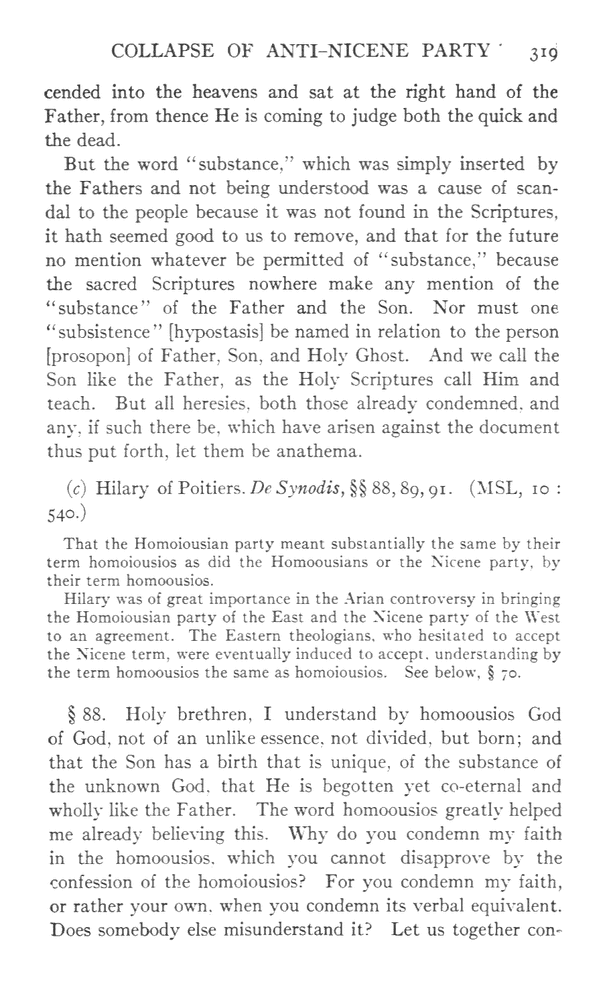 COLLAPSE OF ANTI-NICENE PARTY 319
cended into the heavens and sat at the right hand of the
Father, from thence He is coming to judge both the quick and
the dead.
But the word "substance," which was simply inserted by
the Fathers and not being understood was a cause of scan-
dal to the people because it was not found in the Scriptures,
it hath seemed good to us to remove, and that for the future
no mention whatever be permitted of "substance," because
the sacred Scriptures nowhere make any mention of the
"substance" of the Father and the Son. Nor must one
"subsistence" [hypostasis] be named in relation to the person
[prosopon] of Father, Son, and Holy Ghost. And we call the
Son like the Father, as the Holy Scriptures call Him and
teach. But all heresies, both those already condemned, and
any, if such there be, which have arisen against the document
thus put forth, let them be anathema.
(c) Hilary of Poitiers. De Synodis, §§ 88, 89, 91. (MSL, 10 :
540.)
That the Homoiousian party meant substantially the same by their
term homoiousios as did the Homoousians or the Nicene party, by
their term homoousios.
Hilary was of great importance in the Arian controversy in bringing
the Homoiousian party of the East and the Nicene party of the West
to an agreement. The Eastern theologians, who hesitated to accept
the Nicene term, were eventually induced to accept, understanding by
the term homoousios the same as homoiousios. See below, § 70.
§ 88. Holy brethren, I understand by homoousios God
of God, not of an unlike essence, not divided, but born; and
that the Son has a birth that is unique, of the substance of
the unknown God, that He is begotten yet co-eternal and
wholly like the Father. The word homoousios greatly helped
me already believing this. Why do you condemn my faith
in the homoousios, which you cannot disapprove by the
confession of the homoiousios? For you condemn my faith,
or rather your own, when you condemn its verbal equivalent.
Does somebody else misunderstand it? Let us together con-